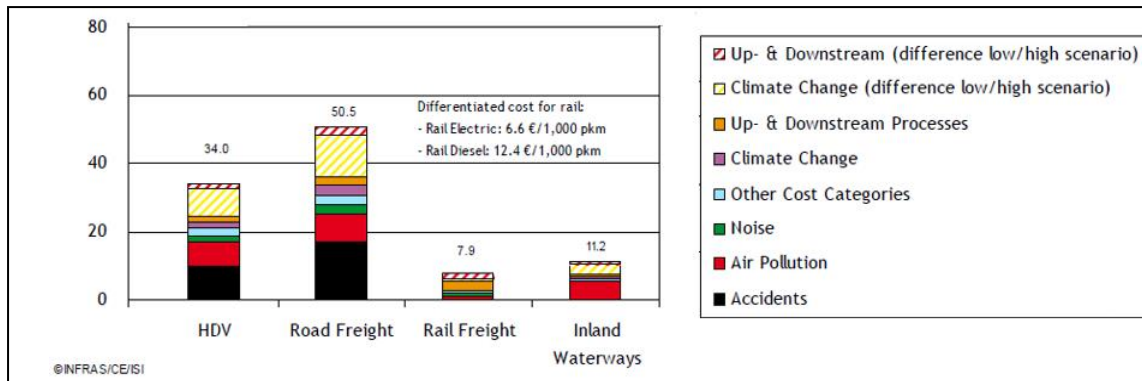 80
60
40
20
0
34.0
50.5
7.9
11.2
Differentiated cost for rail:
- Rail Electric: 6.6 €/1,000 pkm
- Rail Diesel: 12.4 €/1,000 pkm
HDV
Road Freight
Rail Freight
Inland
Waterways
©INFRAS/CE/ISI
Up- & Downstream (difference low/high scenario)
Climate Change (difference low/high scenario)
Up- & Downstream Processes
Climate Change
Other Cost Categories
Noise
Air Pollution
Accidents